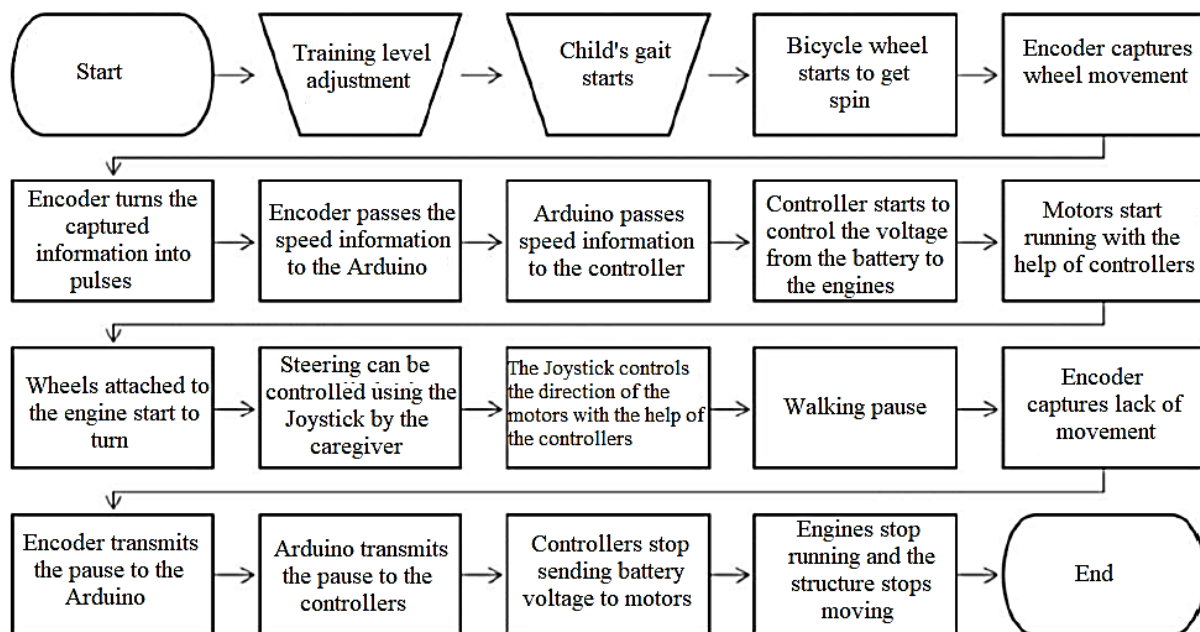 Start
Training level
adjustment
Child's gait
starts
Bicycle wheel
starts to get
spin
Encoder captures
wheel movement
Encoder turns the
captured
information into
pulses
Encoder passes the
speed information
to the Arduino
Arduino passes
speed information
to the controller
Controller starts to
control the voltage
from the battery to
the engines
Motors start
running with the
help of controllers
Wheels attached to
the engine start to
turn
Steering can be
controlled using the
Joystick by the
caregiver
The Joystick controls
the direction of the
motors with the help of
the controllers
Walking pause
Encoder
captures lack of
movement
Encoder transmits
the pause to the
Arduino
Arduino transmits
the pause to the
controllers
Controllers stop
sending battery
voltage to motors
Engines stop
running and the
structure stops
moving
End